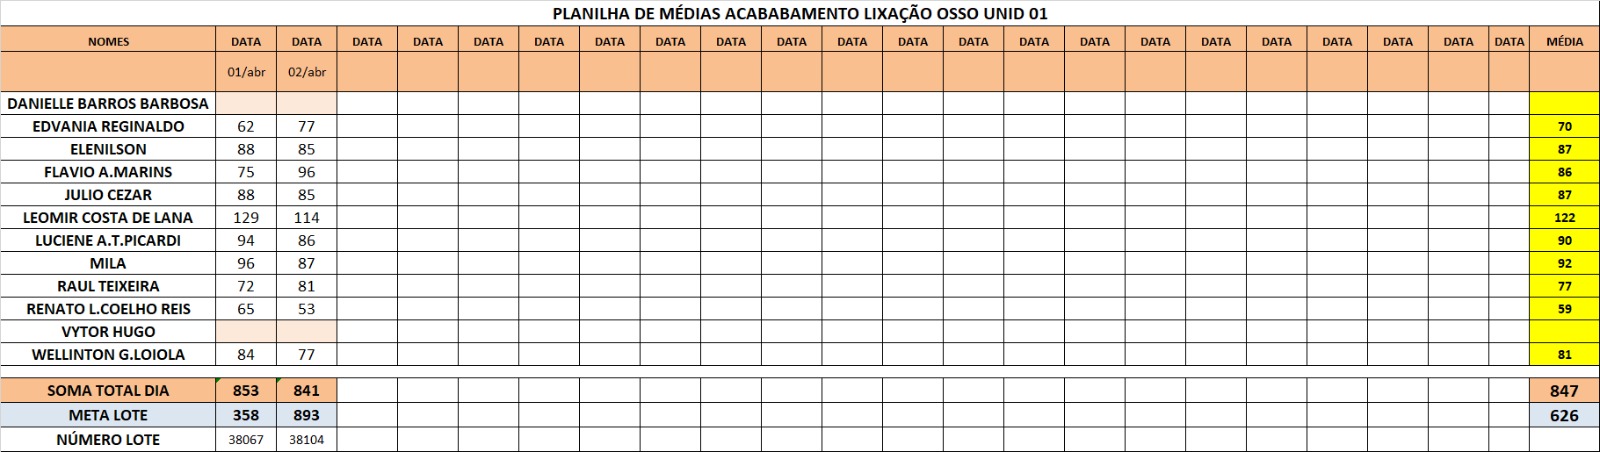 PLANILHA DE MÉDIAS ACABABAMENTO LIXAÇÃO OSSO UNID 01
NOMES DATA DATA DATA DATA DATA DATA DATA DATA DATA DATA DATA DATA DATA DATA DATA DATA DATA DATA DATA DATA DATA DATA MÉDIA
01/abr 02/abr
DANIELLE BARROS BARBOSA
EDVANIA REGINALDO 62 77 70
ELENILSON 88 85 87
FLAVIO A.MARINS 75 96 86
JULIO CEZAR 88 85 87
LEOMIR COSTA DE LANA 129 114 122
LUCIENE A.T.PICARDI 94 86 90
MILA 96 87 92
RAUL TEIXEIRA 72 81 77
RENATO L.COELHO REIS 65 53 59
VYTOR HUGO
WELLINTON G.LOIOLA 84 77 81
SOMA TOTAL DIA 853 841 847
META LOTE 358 893 626
NÚMERO LOTE 38067 38104